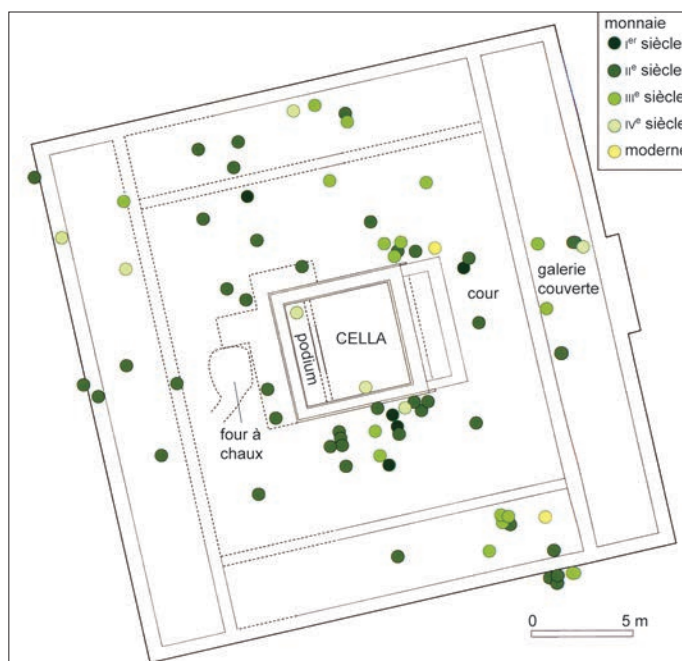 monnaie
Ier siècle
IIe siècle
IIIe siècle
IVe siècle
moderne
galerie
couverte
cour
CELLA
podium
four à
chaux
0 5 m